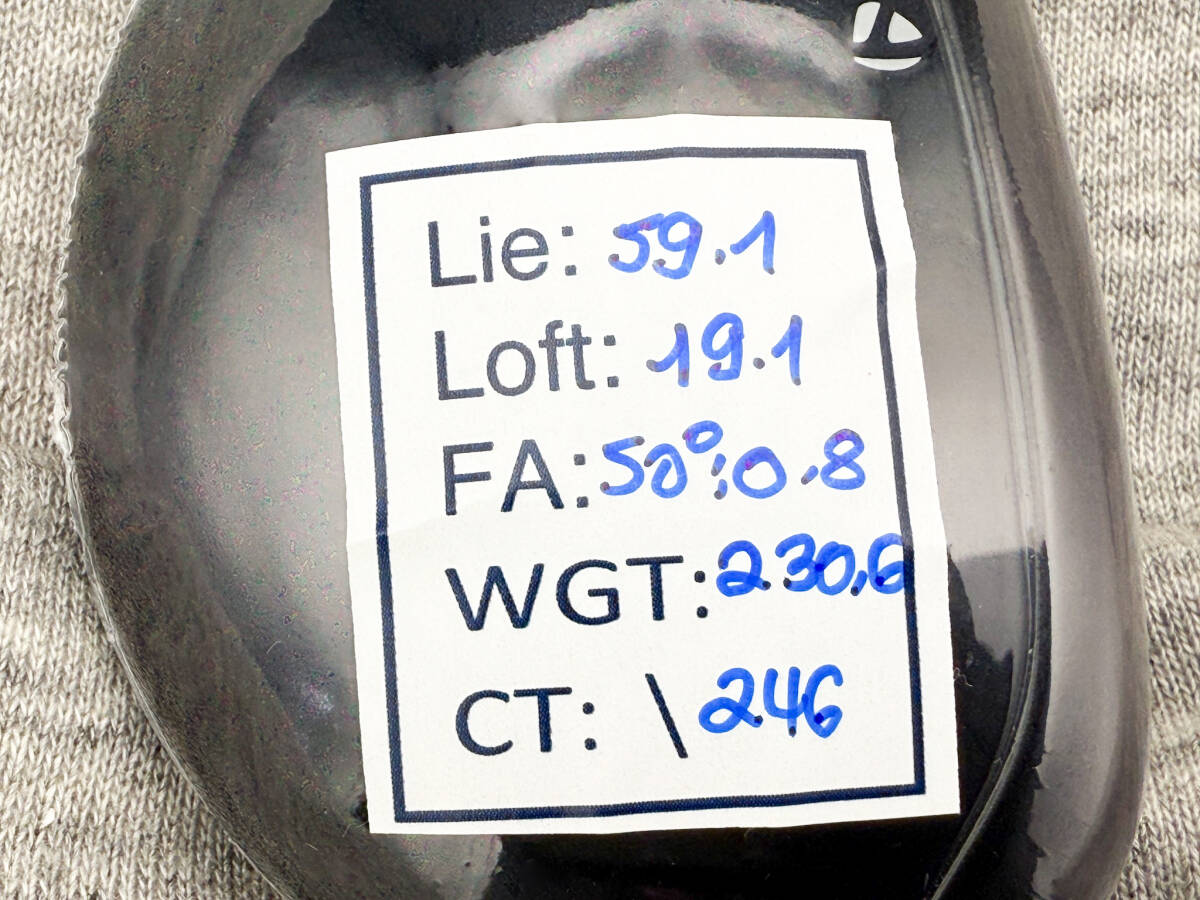 Lie: 59.1
Loft: 19.1
FA: 50°; 0.8
WGT: 230,6
CT: \ 246